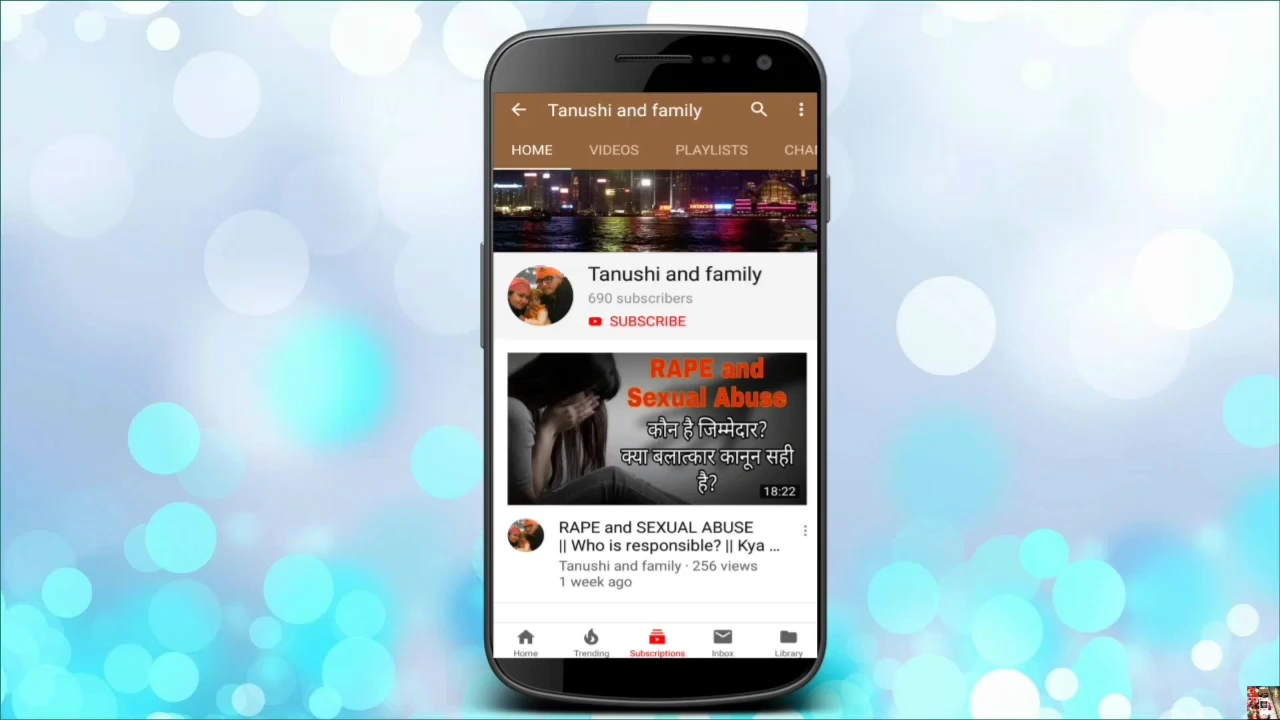 Tanushi and family
HOME VIDEOS PLAYLISTS CHA
Tanushi and family
690 subscribers
SUBSCRIBE
RAPE and
Sexual Abuse
कौन है जिम्मेदार?
क्या बलात्कार कानून सही
है?
18:22
RAPE and SEXUAL ABUSE
|| Who is responsible? || Kya ...
Tanushi and family · 256 views
1 week ago
Home Trending Subscriptions Inbox Library